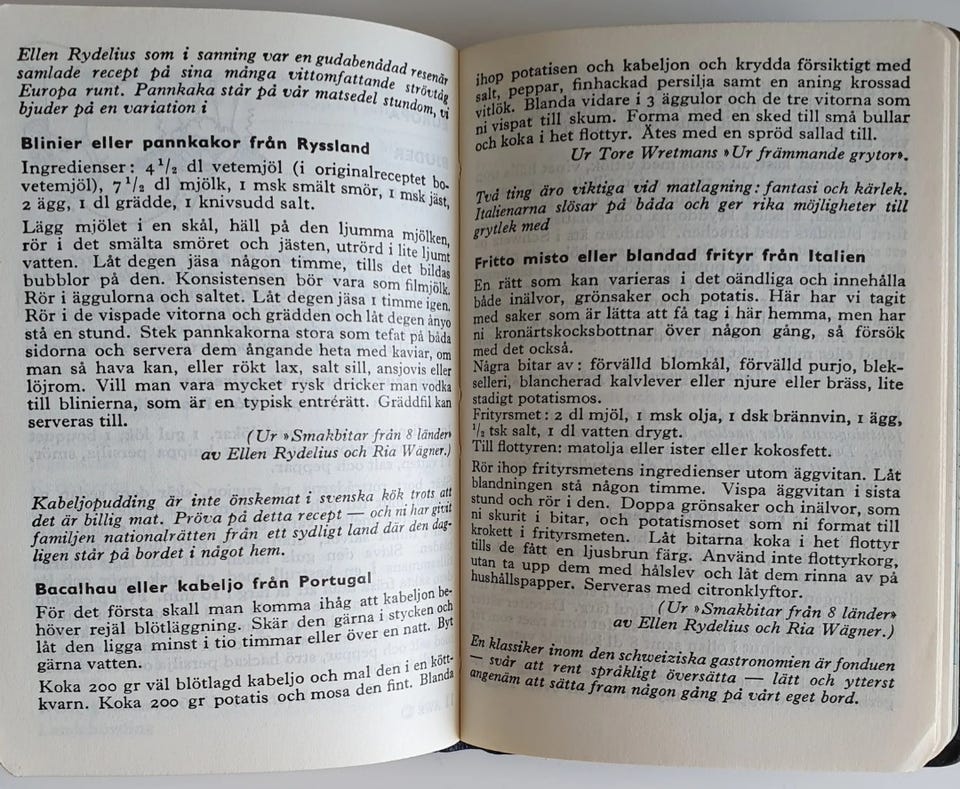 Ellen Rydelius som i sanning var en gudabenådad resenär
samlade recept på sina många vittomfattande strövtåg
Europa runt. Pannkaka står på vår matsedel stundom, vi
bjuder på en variation i
Blinier eller pannkakor från Ryssland
Ingredienser: 4 1/2 dl vetemjöl (i originalreceptet bo-
vetemjöl), 7 1/2 dl mjölk, 1 msk smält smör, 1 msk jäst,
2 ägg, 1 dl grädde, 1 knivsudd salt.
Lägg mjölet i en skål, häll på den ljumma mjölken,
rör i det smälta smöret och jästen, utrörd i lite ljumt
vatten. Låt degen jäsa någon timme, tills det bildas
bubblor på den. Konsistensen bör vara som filmjölk.
Rör i äggulorna och saltet. Låt degen jäsa 1 timme igen.
Rör i de vispade vitorna och grädden och låt degen ånyo
stå en stund. Stek pannkakorna stora som tefat på båda
sidorna och servera dem ångande heta med kaviar, om
man så hava kan, eller rökt lax, salt sill, ansjovis eller
löjrom. Vill man vara mycket rysk dricker man vodka
till blinierna, som är en typisk entrérätt. Gräddfil kan
serveras till.
(Ur »Smakbitar från 8 länder»
av Ellen Rydelius och Ria Wägner.)
Kabeljopudding är inte önskemat i svenska kök trots att
det är billig mat. Pröva på detta recept — och ni har givit
familjen nationalrätten från ett sydligt land där den dag-
ligen står på bordet i något hem.
Bacalhau eller kabeljo från Portugal
För det första skall man komma ihåg att kabeljon be-
höver rejäl blötläggning. Skär den gärna i stycken och
låt den ligga minst i tio timmar eller över en natt. Byt
gärna vatten.
Koka 200 gr väl blötlagd kabeljo och mal den i en kött-
kvarn. Koka 200 gr potatis och mosa den fint. Blanda
ihop potatisen och kabeljon och krydda försiktigt med
salt, peppar, finhackad persilja samt en aning krossad
vitlök. Blanda vidare i 3 äggulor och de tre vitorna som
ni vispat till skum. Forma med en sked till små bullar
och koka i het flottyr. Ätes med en spröd sallad till.
Ur Tore Wretmans »Ur främmande grytor».
Två ting äro viktiga vid matlagning: fantasi och kärlek.
Italienarna slösar på båda och ger rika möjligheter till
grytlek med
Fritto misto eller blandad frityr från Italien
En rätt som kan varieras i det oändliga och innehålla
både inälvor, grönsaker och potatis. Här har vi tagit
med saker som är lätta att få tag i här hemma, men har
ni kronärtskocksbottnar över någon gång, så försök
med det också.
Några bitar av: förvälld blomkål, förvälld purjo, blek-
selleri, blancherad kalvlever eller njure eller bräss, lite
stadigt potatismos.
Frityrsmet: 2 dl mjöl, 1 msk olja, 1 dsk brännvin, 1 ägg,
1/2 tsk salt, 1 dl vatten drygt.
Till flottyren: matolja eller ister eller kokosfett.
Rör ihop frityrsmetens ingredienser utom äggvitan. Låt
blandningen stå någon timme. Vispa äggvitan i sista
stund och rör i den. Doppa grönsaker och inälvor, som
ni skurit i bitar, och potatismoset som ni format till
krokett i frityrsmeten. Låt bitarna koka i het flottyr
tills de fått en ljusbrun färg. Använd inte flottyrkorg,
utan ta upp dem med hålslev och låt dem rinna av på
hushållspapper. Serveras med citronklyftor.
(Ur »Smakbitar från 8 länder»
av Ellen Rydelius och Ria Wägner.)
En klassiker inom den schweiziska gastronomien är fonduen
— svår att rent språkligt översätta — lätt och ytterst
angenäm att sätta fram någon gång på vårt eget bord.